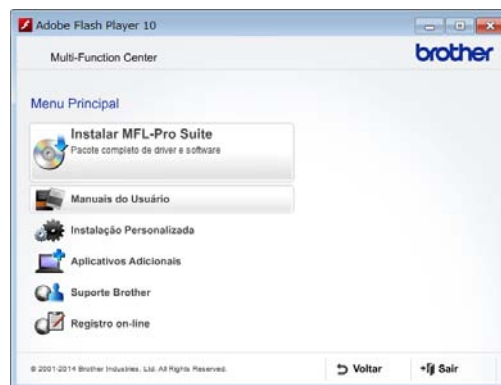 Adobe Flash Player 10
Multi-Function Center
brother
Menu Principal
Instalar MFL-Pro Suite
Pacote completo de driver e software
Manuais do Usuário
Instalação Personalizada
Aplicativos Adicionais
Suporte Brother
Registro on-line
© 2001-2014 Brother Industries, Ltd. All Rights Reserved.
Voltar
Sair